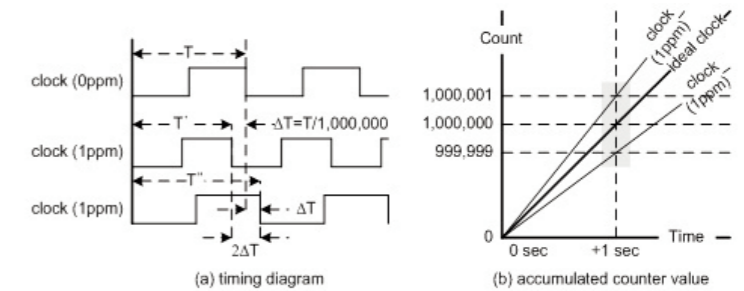 T
clock (0ppm)
T'
ΔT=T/1,000,000
clock (1ppm)
T"
clock (1ppm)
ΔT
2ΔT
(a) timing diagram
Count
clock
(1ppm)
ideal clock
clock
(1ppm)
1,000,001
1,000,000
999,999
0
0 sec
+1 sec
Time
(b) accumulated counter value